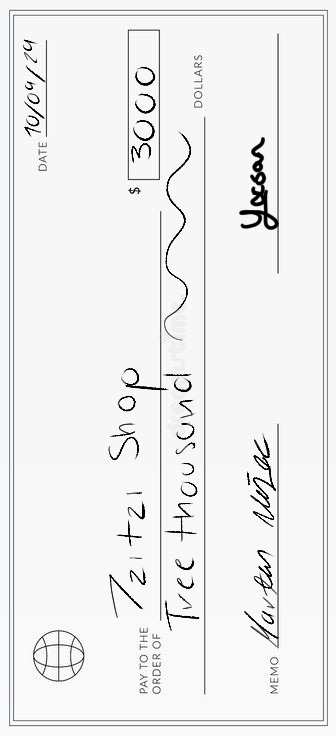 DATE 10/09/24
PAY TO THE ORDER OF Tzitzi Shop $ 3000
Tree thousand DOLLARS
MEMO